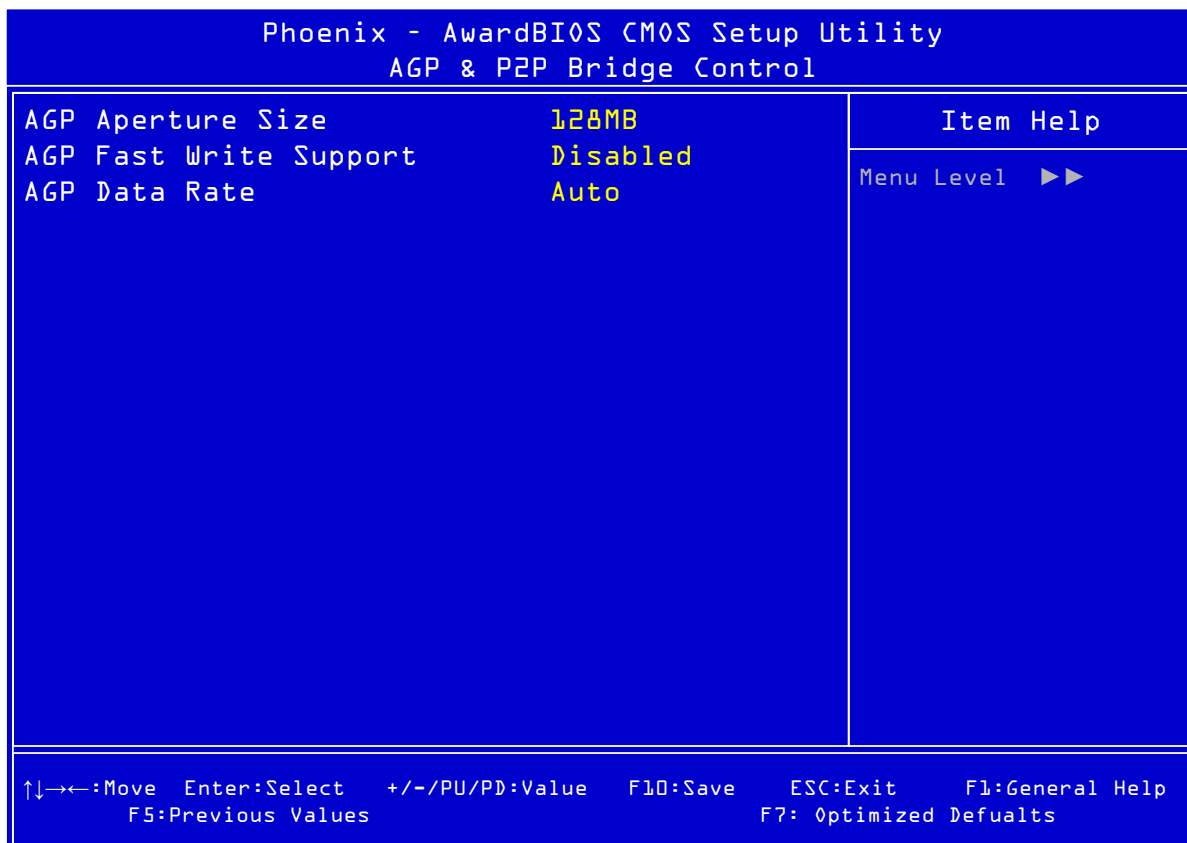 Phoenix - AwardBIOS CMOS Setup Utility
AGP & P2P Bridge Control
AGP Aperture Size 128MB
AGP Fast Write Support Disabled
AGP Data Rate Auto
Item Help
Menu Level ►►
↑↓→←:Move Enter:Select +/-/PU/PD:Value F10:Save ESC:Exit F1:General Help
F5:Previous Values F7: Optimized Defualts